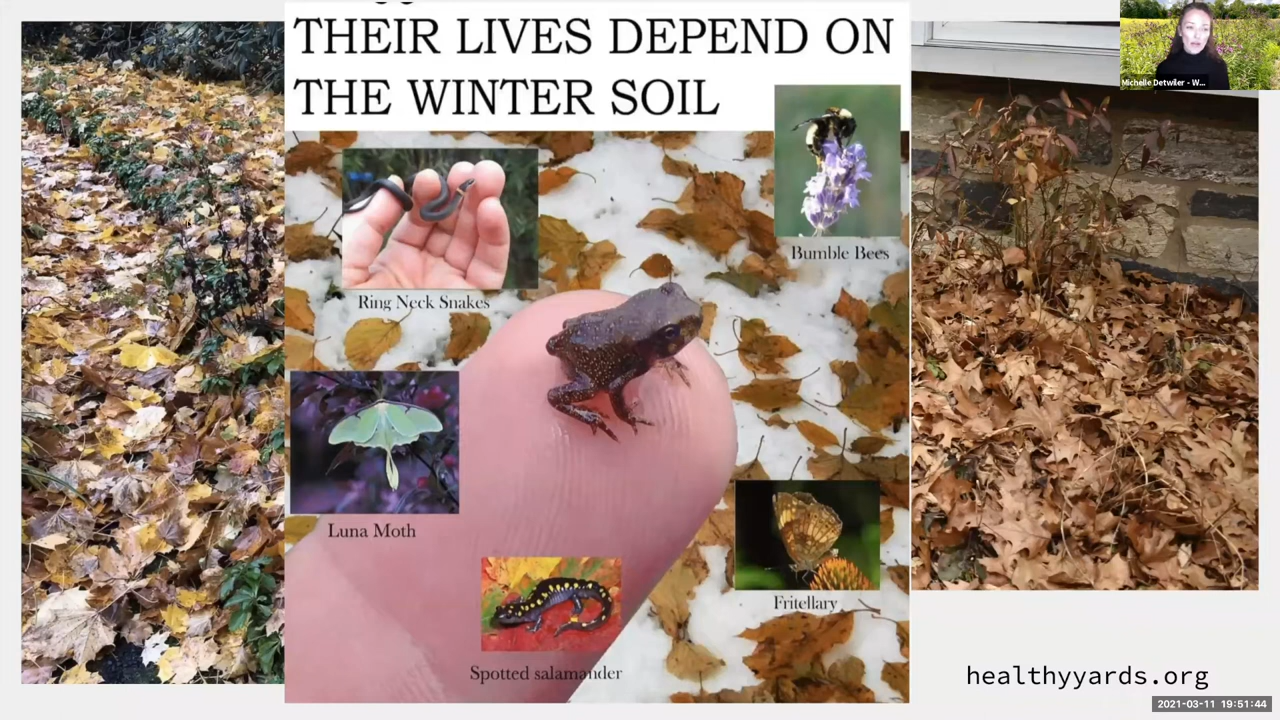 THEIR LIVES DEPEND ON
THE WINTER SOIL
Michelle Detwiler - W...
Bumble Bees
Ring Neck Snakes
Luna Moth
Fritellary
Spotted salamander
healthyyards.org
2021-03-11 19:51:44